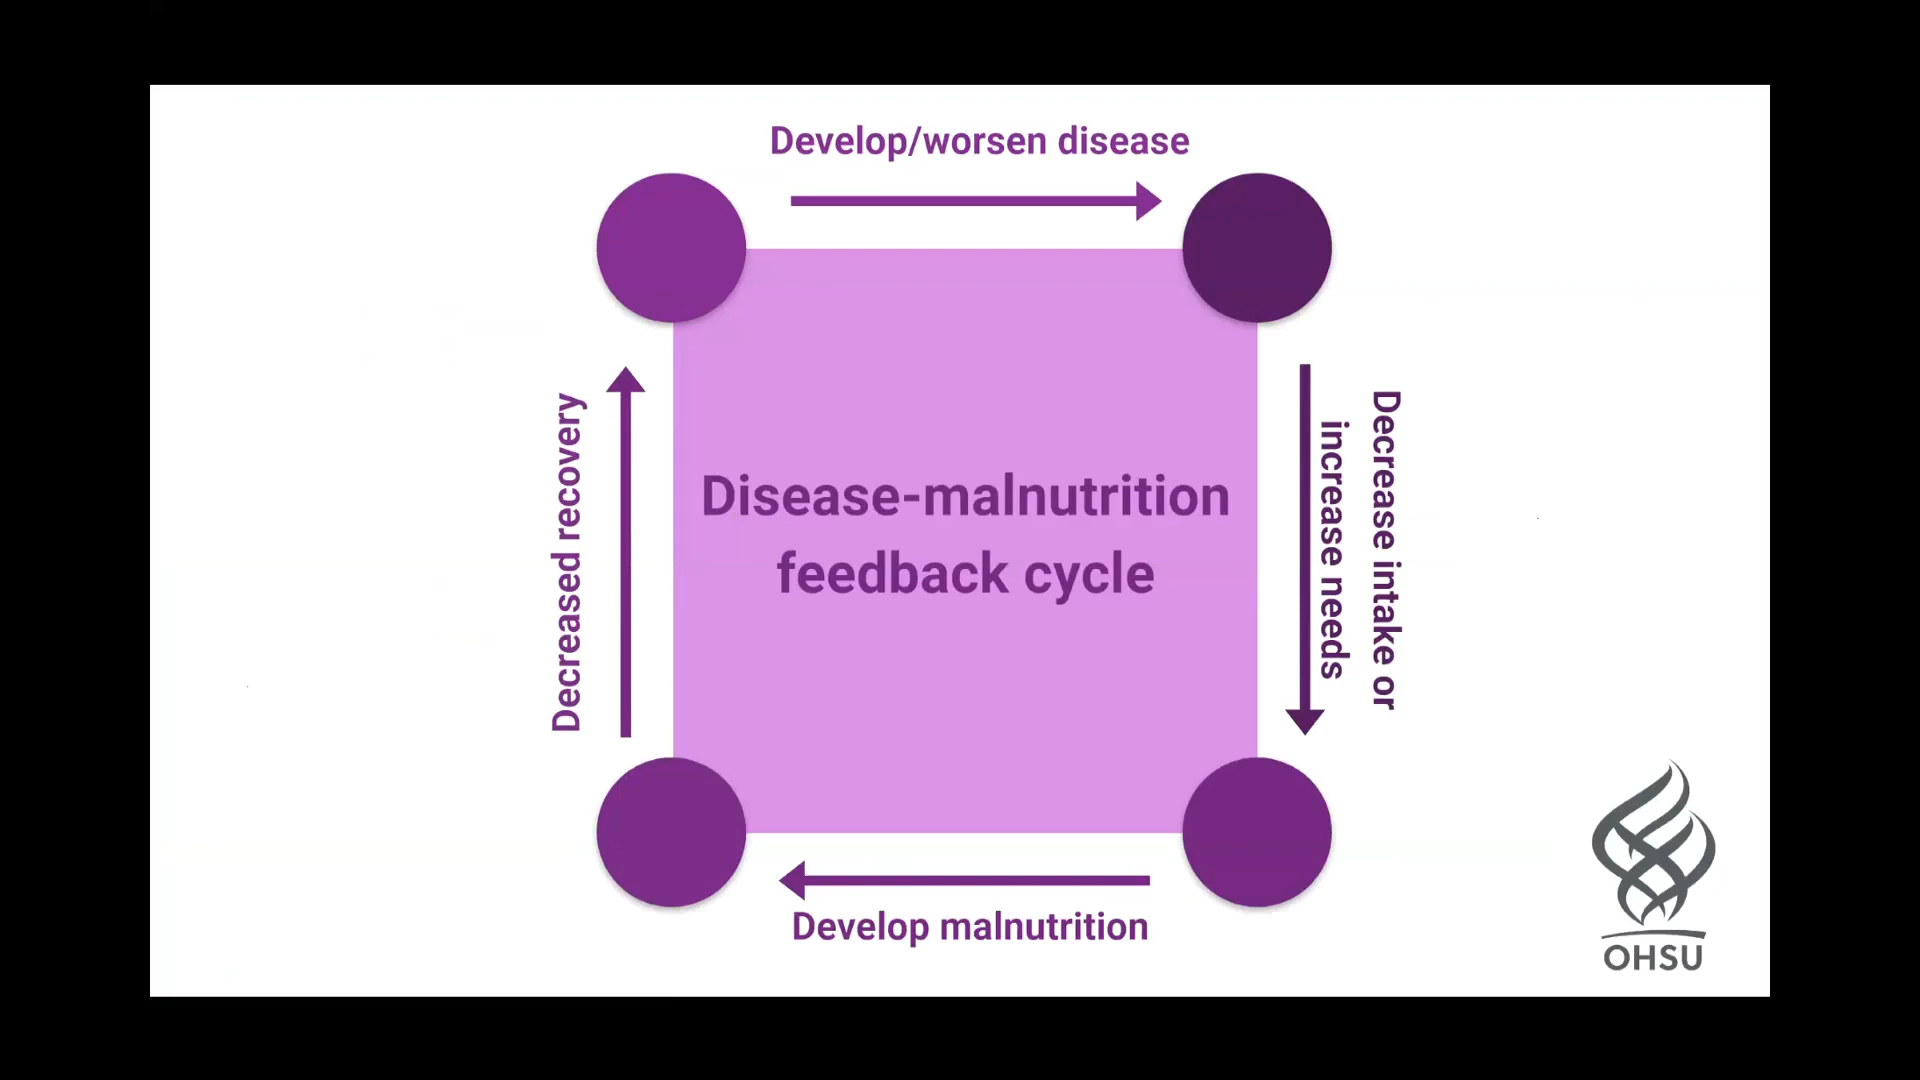 Develop/worsen disease
Decrease intake or
increase needs
Disease-malnutrition
feedback cycle
Decreased recovery
Develop malnutrition
OHSU